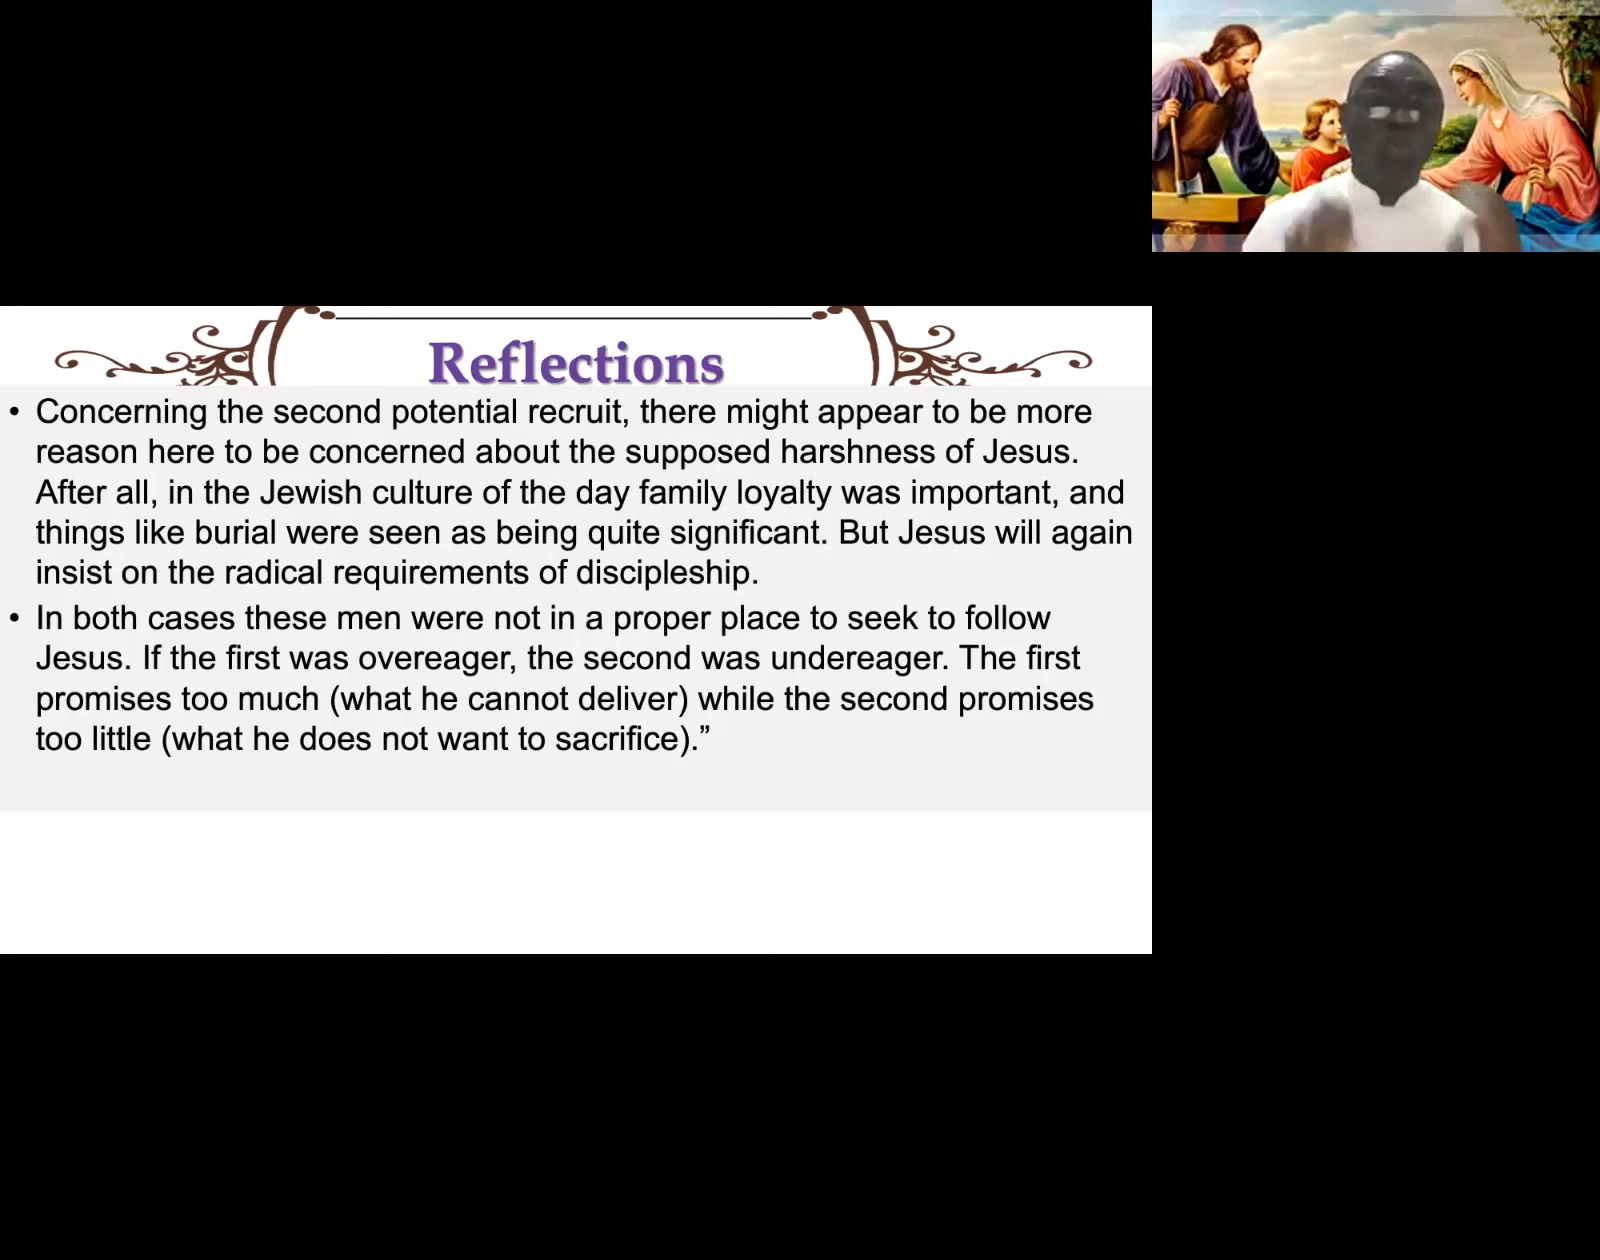 Reflections
• Concerning the second potential recruit, there might appear to be more
reason here to be concerned about the supposed harshness of Jesus.
After all, in the Jewish culture of the day family loyalty was important, and
things like burial were seen as being quite significant. But Jesus will again
insist on the radical requirements of discipleship.
• In both cases these men were not in a proper place to seek to follow
Jesus. If the first was overeager, the second was undereager. The first
promises too much (what he cannot deliver) while the second promises
too little (what he does not want to sacrifice).”